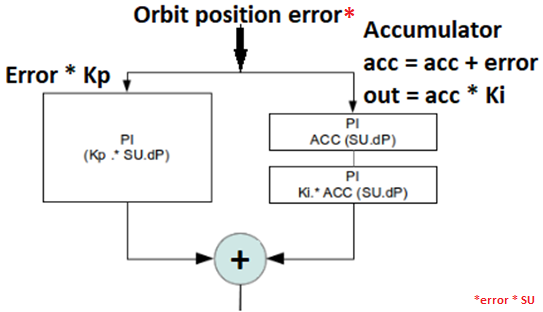 Orbit position error*
Accumulator
acc = acc + error
out = acc * Ki
Error * Kp
PI
(Kp .* SU.dP)
PI
ACC (SU.dP)
PI
Ki.* ACC (SU.dP)
+
*error * SU